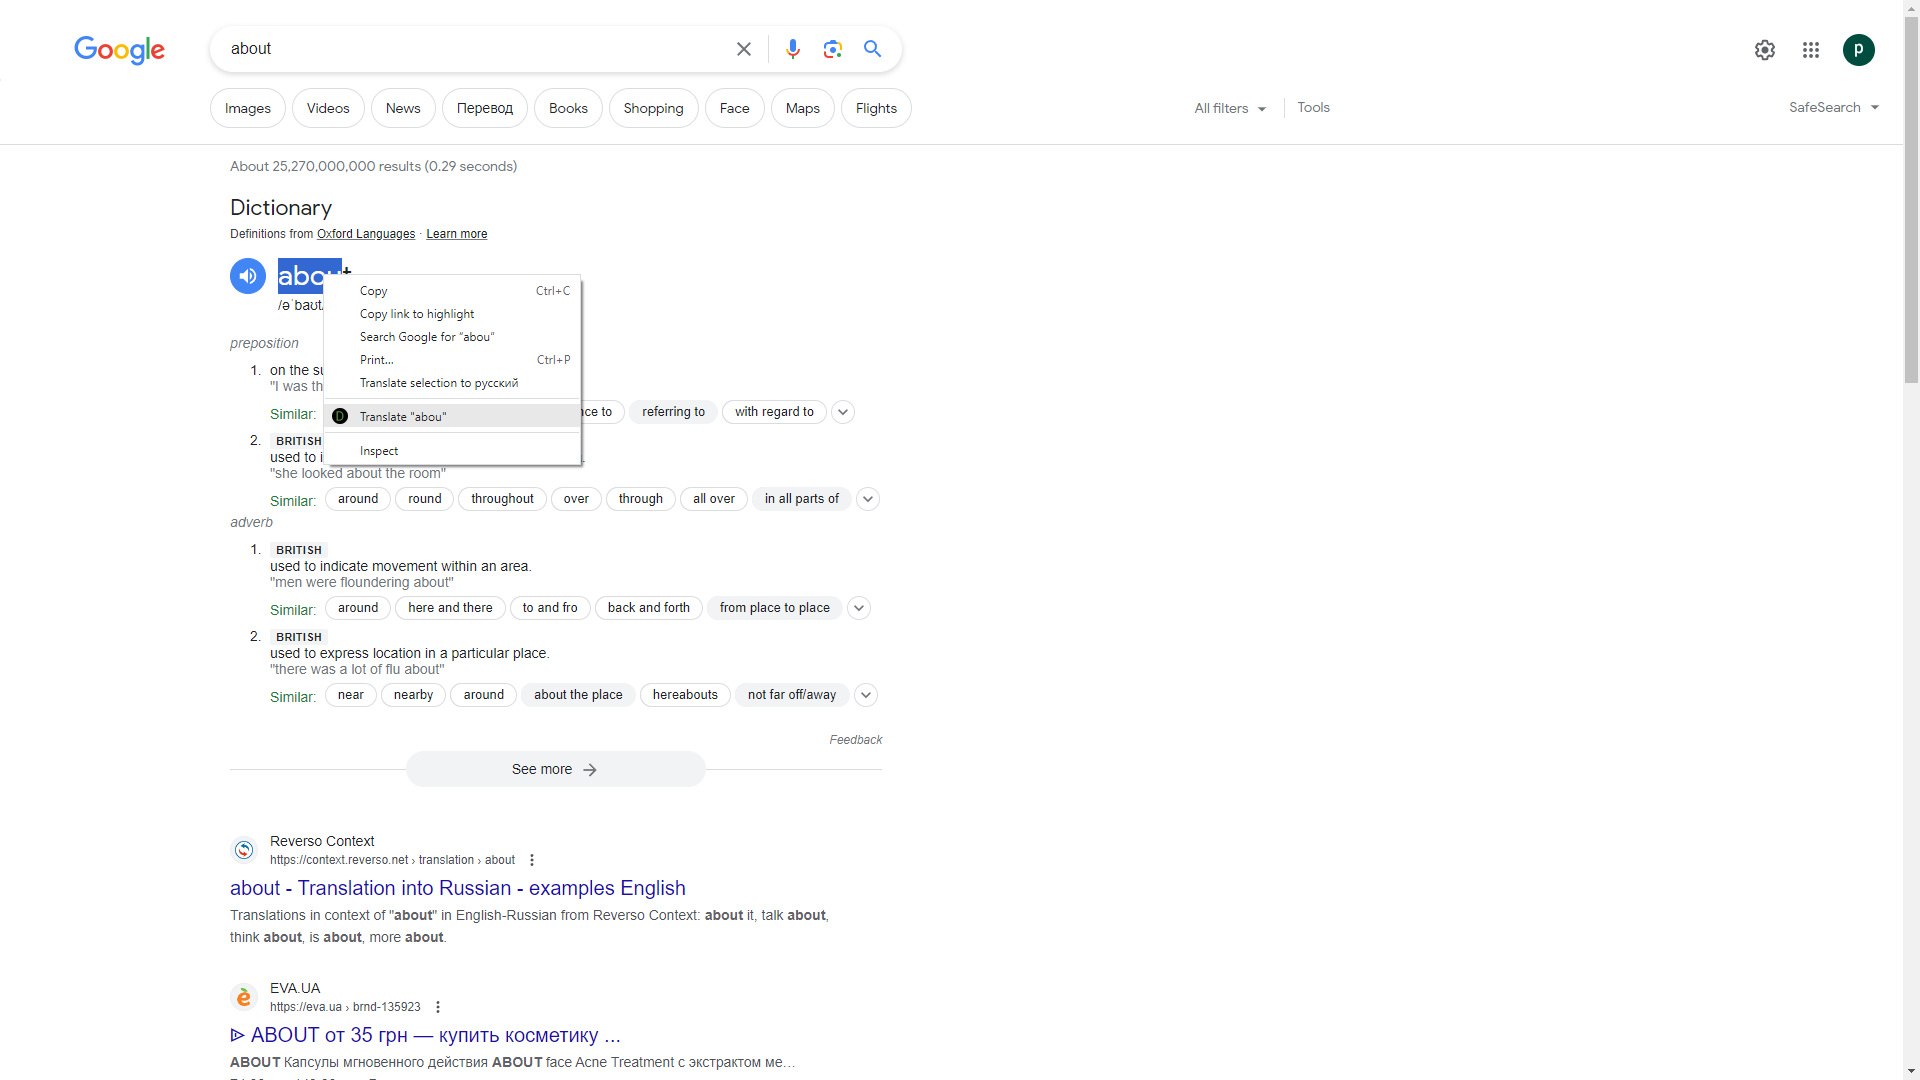 Google
about
p
Images
Videos
News
Перевод
Books
Shopping
Face
Maps
Flights
All filters
Tools
SafeSearch
About 25,270,000,000 results (0.29 seconds)
Dictionary
Definitions from Oxford Languages · Learn more
about
/əˈbaʊt/
Copy Ctrl+C
Copy link to highlight
Search Google for "abou"
Print... Ctrl+P
Translate selection to русский
D Translate "abou"
Inspect
preposition
1. on the
"I was
Similar:
to
referring to
with regard to
2. BRITISH
used to
"she looked about the room"
Similar: around round throughout over through all over in all parts of
adverb
1. BRITISH
used to indicate movement within an area.
"men were floundering about"
Similar: around here and there to and fro back and forth from place to place
2. BRITISH
used to express location in a particular place.
"there was a lot of flu about"
Similar: near nearby around about the place hereabouts not far off/away
Feedback
See more
Reverso Context
https://context.reverso.net › translation › about
about - Translation into Russian - examples English
Translations in context of "about" in English-Russian from Reverso Context: about it, talk about,
think about, is about, more about.
EVA.UA
https://eva.ua › brnd-135923
ABOUT от 35 грн — купить косметику ...
ABOUT Капсулы мгновенного действия ABOUT face Acne Treatment с экстрактом ме…